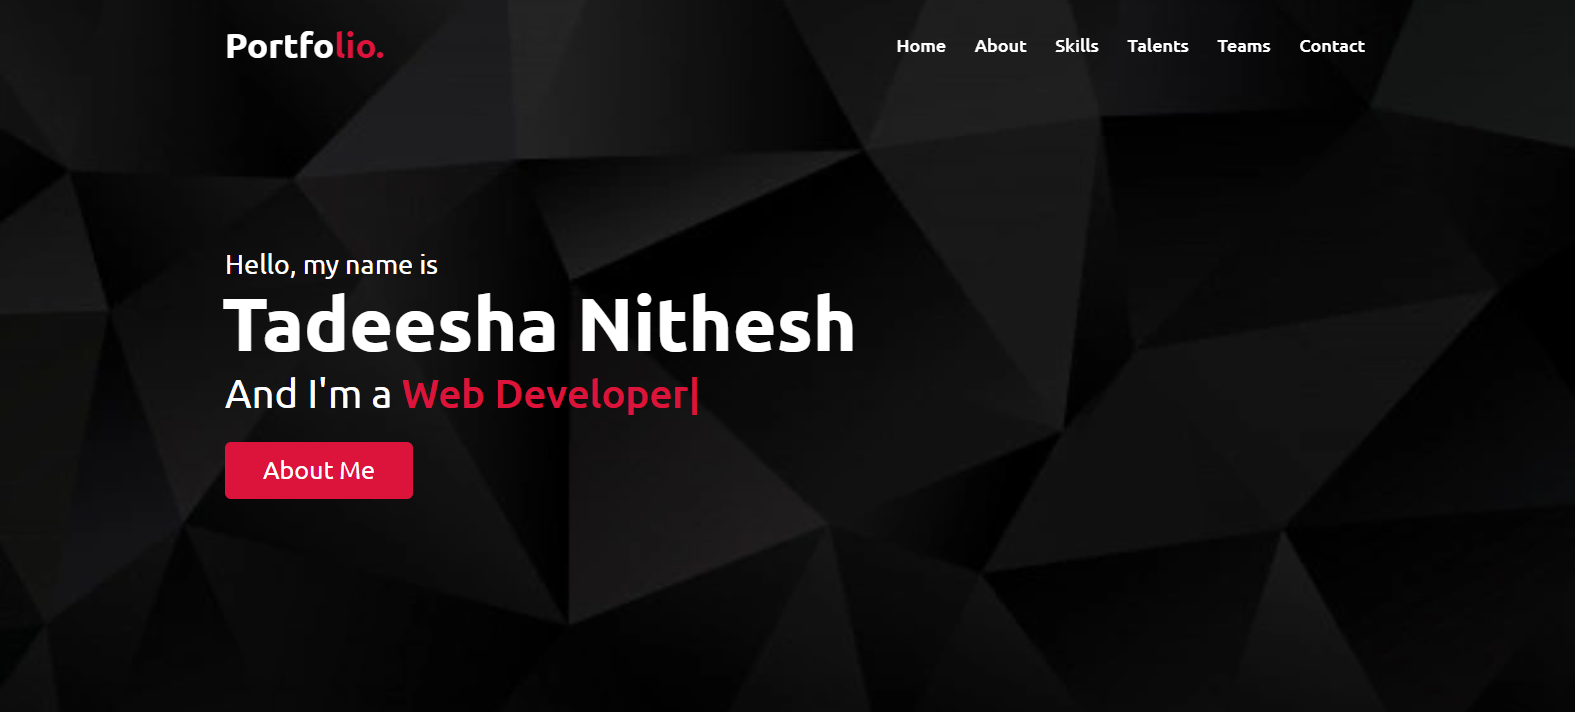 Portfolio.
Home About Skills Talents Teams Contact
Hello, my name is
Tadeesha Nithesh
And I'm a Web Developer|
About Me